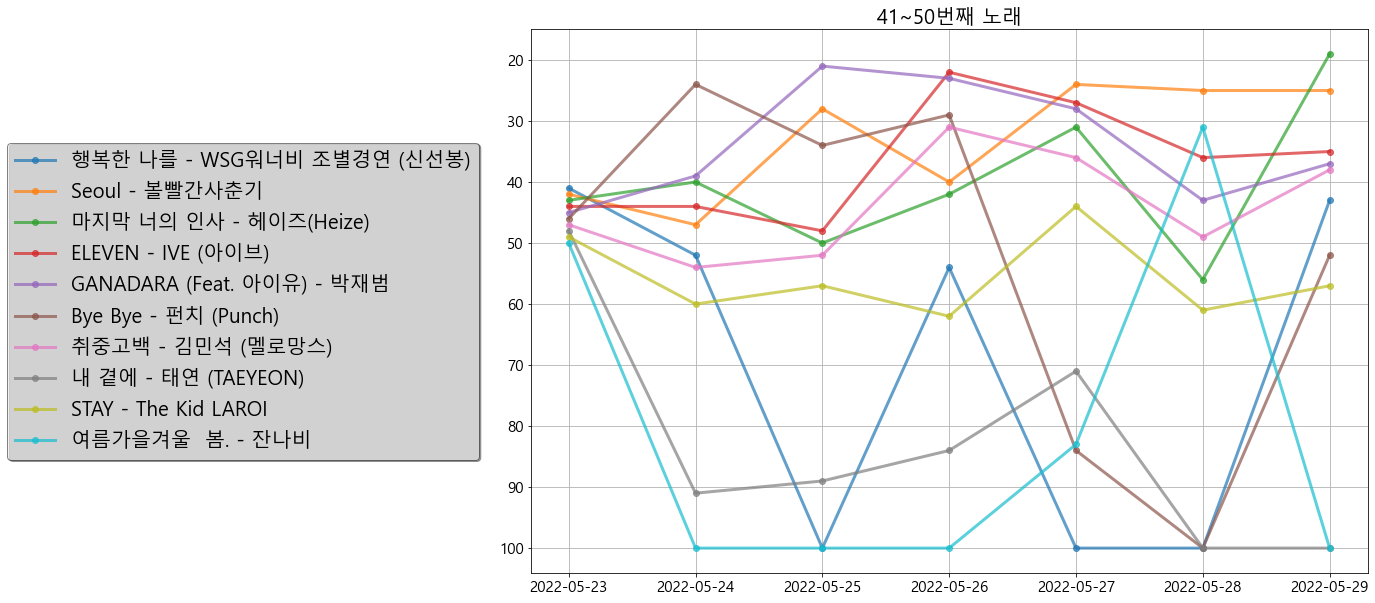 41~50번째 노래
행복한 나를 - WSG워너비 조별경연 (신선봉)
Seoul - 볼빨간사춘기
마지막 너의 인사 - 헤이즈(Heize)
ELEVEN - IVE (아이브)
GANADARA (Feat. 아이유) - 박재범
Bye Bye - 펀치 (Punch)
취중고백 - 김민석 (멜로망스)
내 곁에 - 태연 (TAEYEON)
STAY - The Kid LAROI
여름가을겨울  봄. - 잔나비
20
30
40
50
60
70
80
90
100
2022-05-23 2022-05-24 2022-05-25 2022-05-26 2022-05-27 2022-05-28 2022-05-29